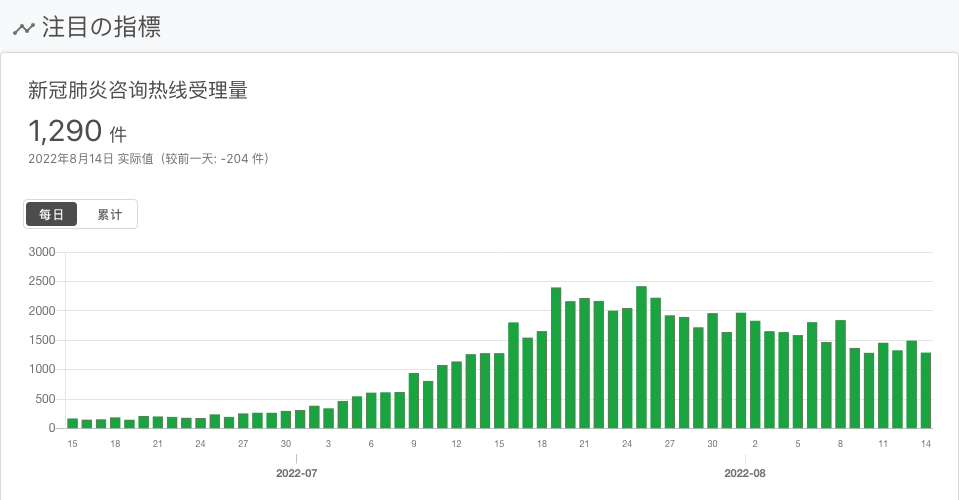 注目の指標
新冠肺炎咨询热线受理量
1,290 件
2022年8月14日 实际值（较前一天: -204 件）
每日 累计
3000
2500
2000
1500
1000
500
0
15 18 21 24 27 30 3 6 9 12 15 18 21 24 27 30 2 5 8 11 14
2022-07 2022-08